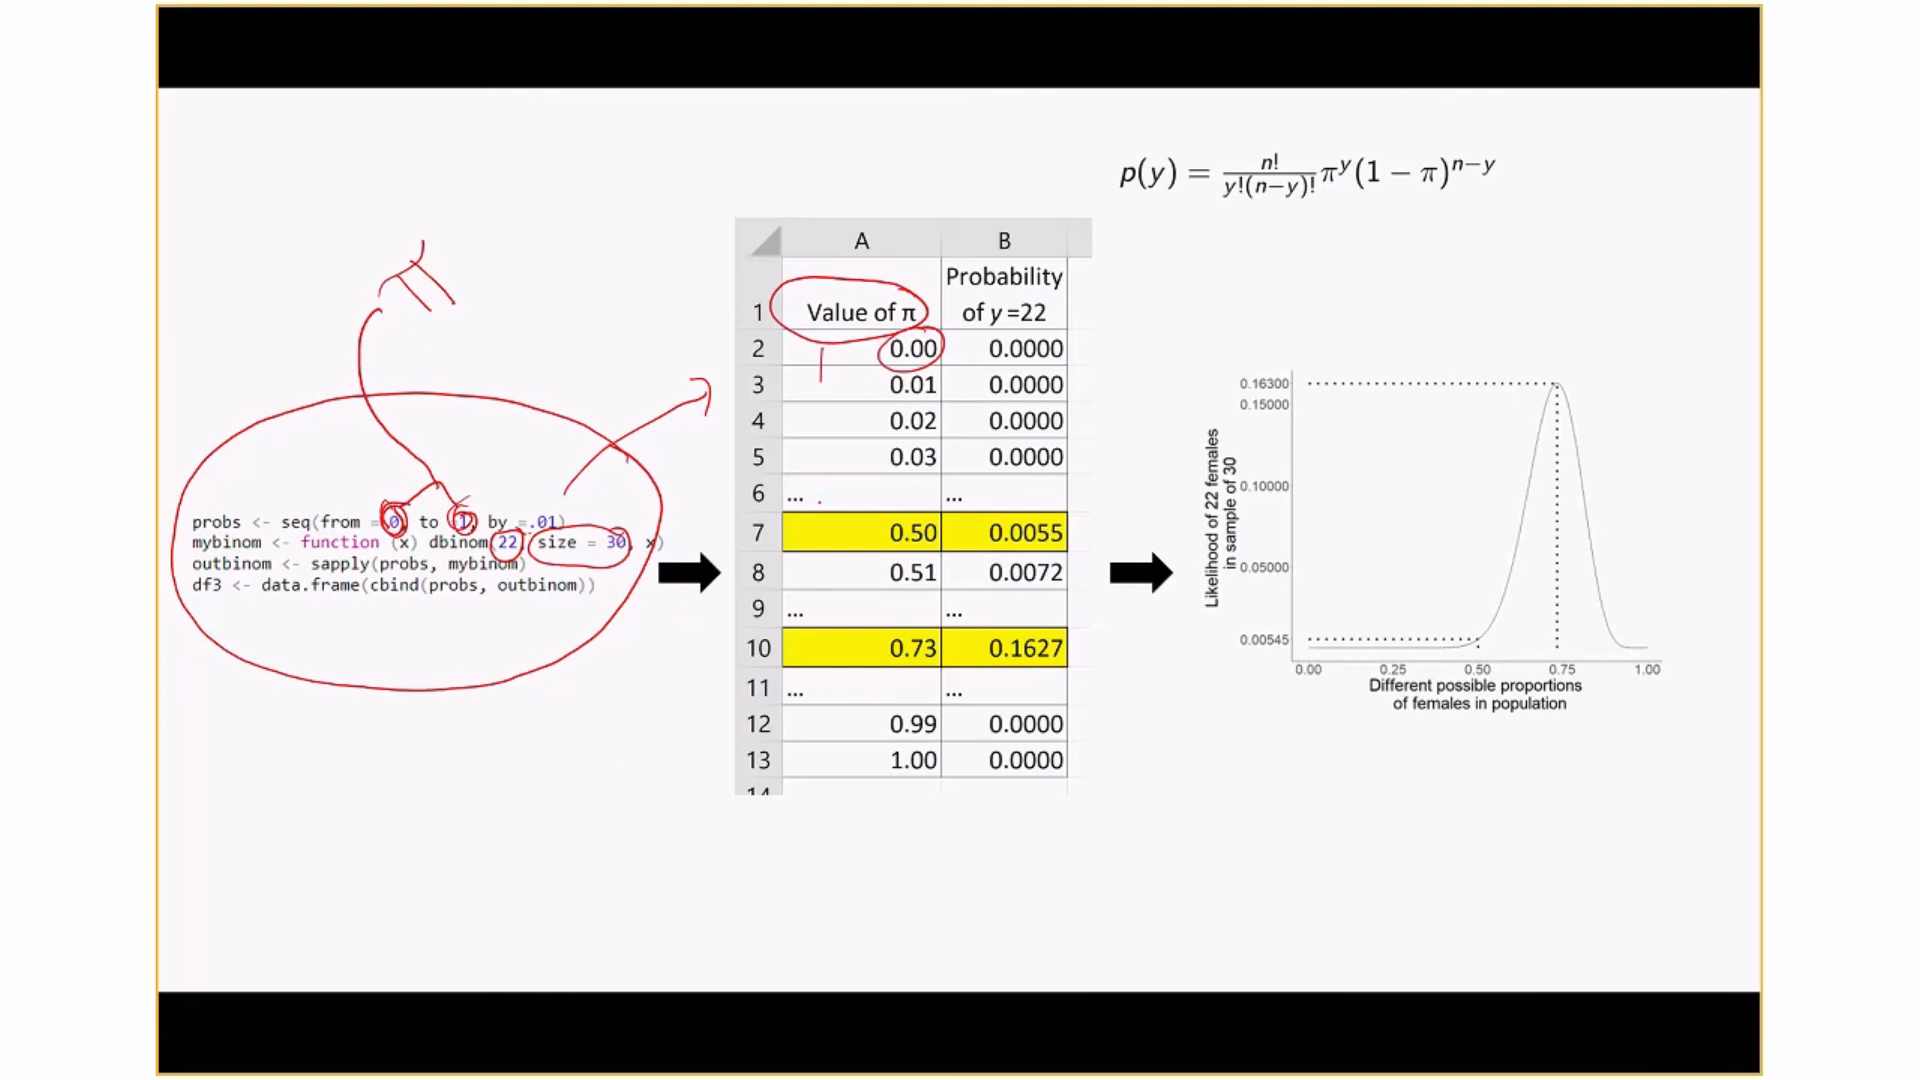 p(y) = n!/y!(n−y)! π^y(1 − π)^n−y
π
probs <- seq(from = 0, to =1, by =.01)
mybinom <- function (x) dbinom(22, size = 30, x)
outbinom <- sapply(probs, mybinom)
df3 <- data.frame(cbind(probs, outbinom))
A B
1 Value of π Probability of y =22
2 0.00 0.0000
3 0.01 0.0000
4 0.02 0.0000
5 0.03 0.0000
6 ... ...
7 0.50 0.0055
8 0.51 0.0072
9 ... ...
10 0.73 0.1627
11 ... ...
12 0.99 0.0000
13 1.00 0.0000
14
Likelihood of 22 females
in sample of 30
0.16300
0.15000
0.10000
0.05000
0.00545
0.00 0.25 0.50 0.75 1.00
Different possible proportions
of females in population